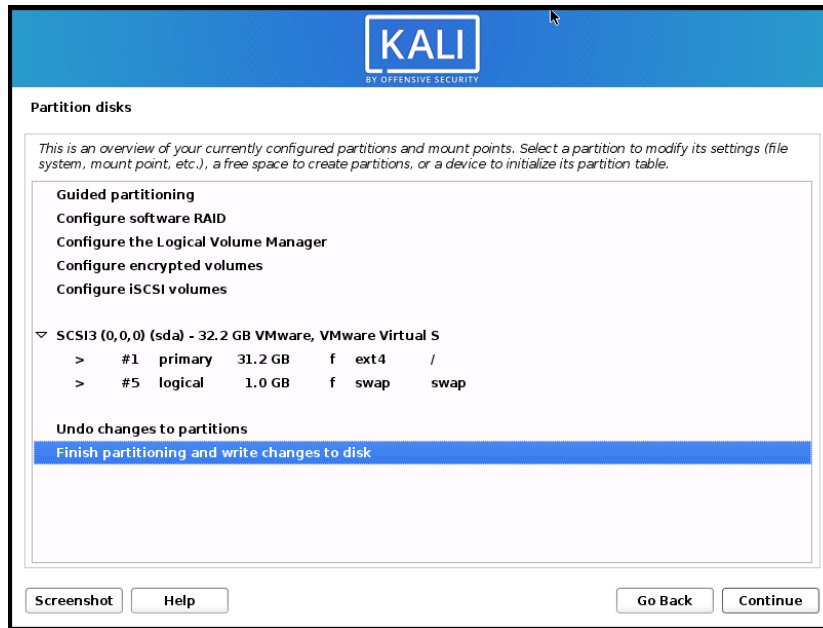 KALI
BY OFFENSIVE SECURITY
Partition disks
This is an overview of your currently configured partitions and mount points. Select a partition to modify its settings (file
system, mount point, etc.), a free space to create partitions, or a device to initialize its partition table.
Guided partitioning
Configure software RAID
Configure the Logical Volume Manager
Configure encrypted volumes
Configure iSCSI volumes
SCSI3 (0,0,0) (sda) - 32.2 GB VMware, VMware Virtual S
> #1 primary 31.2 GB f ext4 /
> #5 logical 1.0 GB f swap swap
Undo changes to partitions
Finish partitioning and write changes to disk
Screenshot Help Go Back Continue